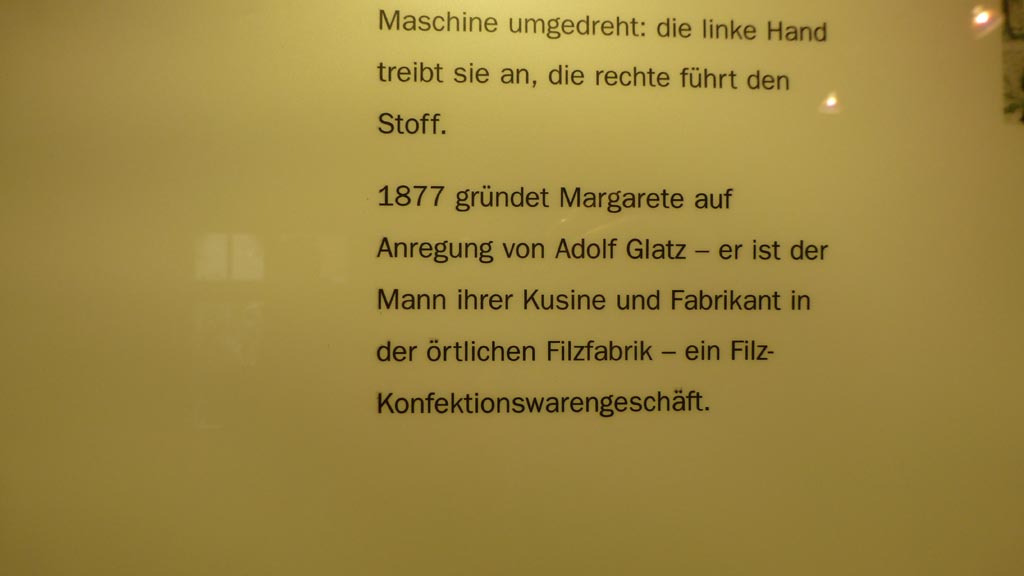 Maschine umgedreht: die linke Hand
treibt sie an, die rechte führt den
Stoff.
1877 gründet Margarete auf
Anregung von Adolf Glatz – er ist der
Mann ihrer Kusine und Fabrikant in
der örtlichen Filzfabrik – ein Filz-
Konfektionswarengeschäft.